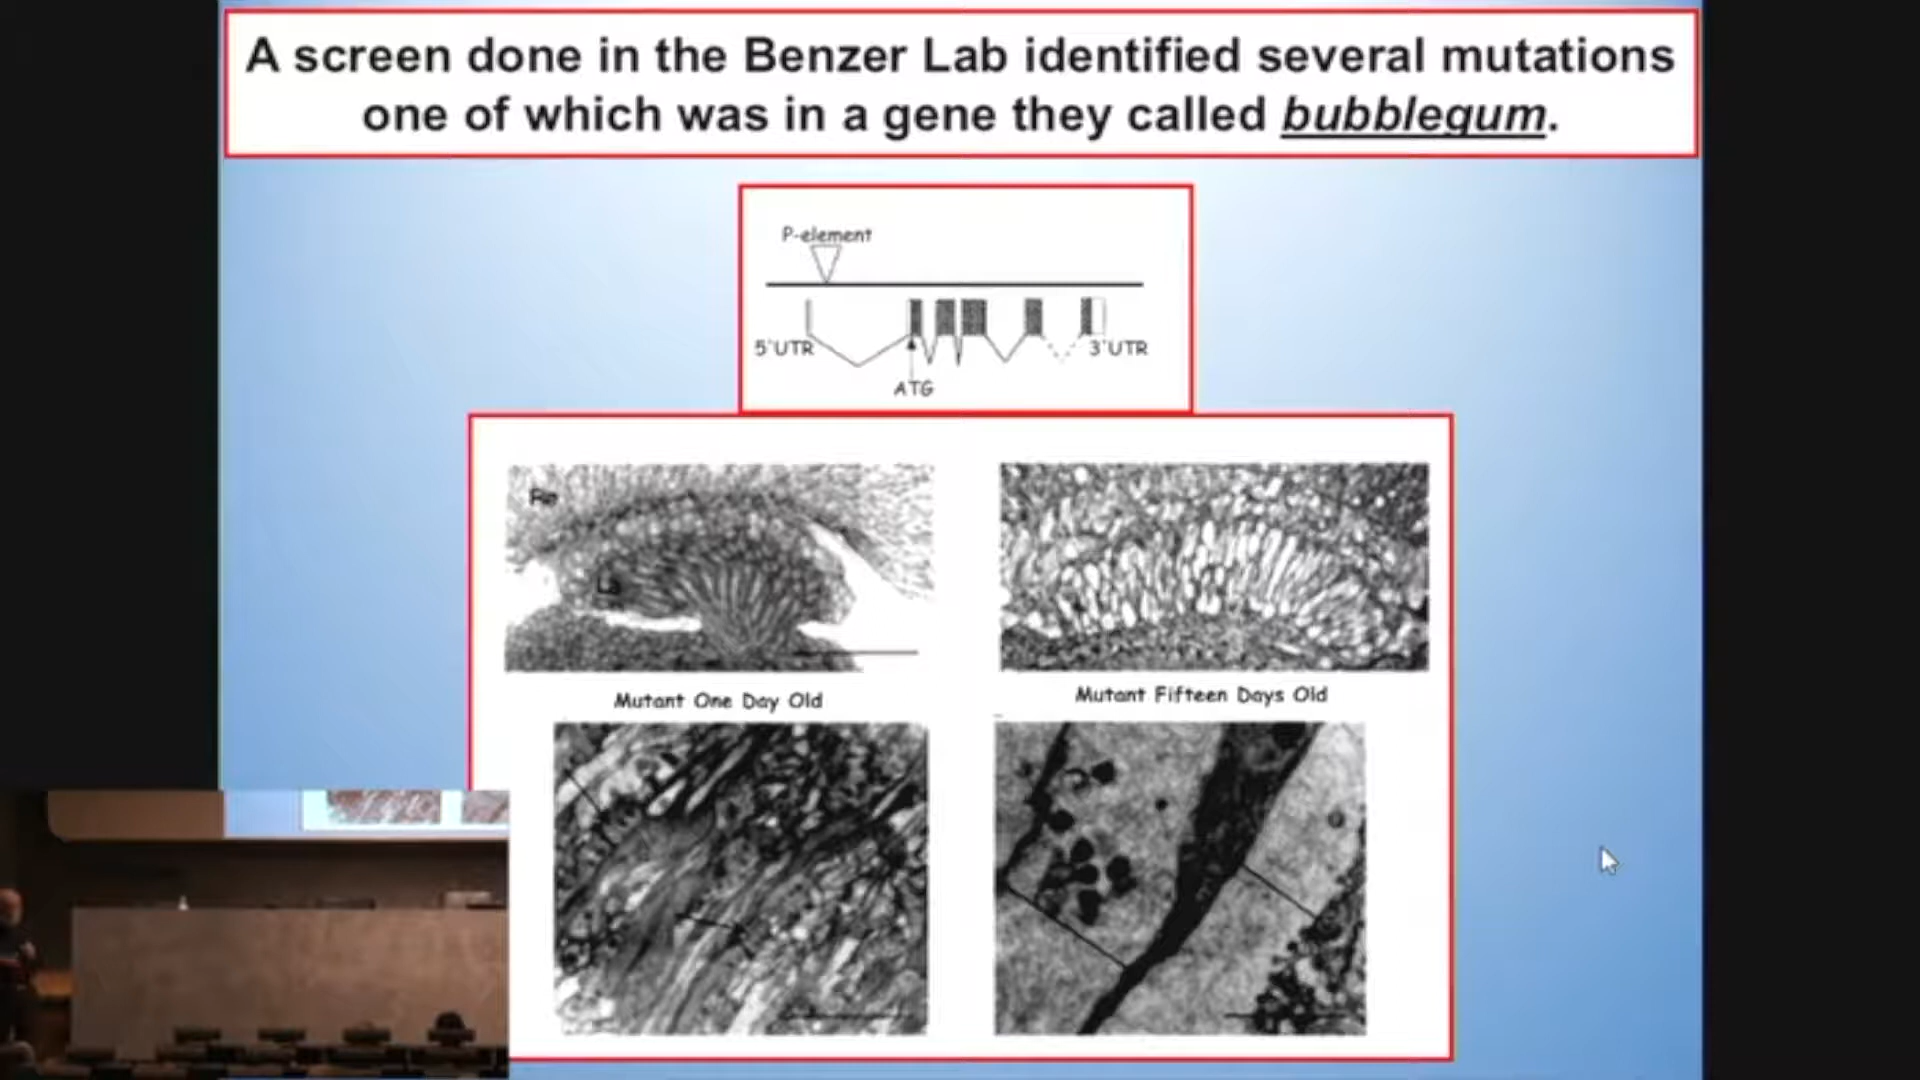 A screen done in the Benzer Lab identified several mutations
one of which was in a gene they called bubblegum.
P-element
5'UTR
3'UTR
ATG
Re
La
Mutant One Day Old
Mutant Fifteen Days Old